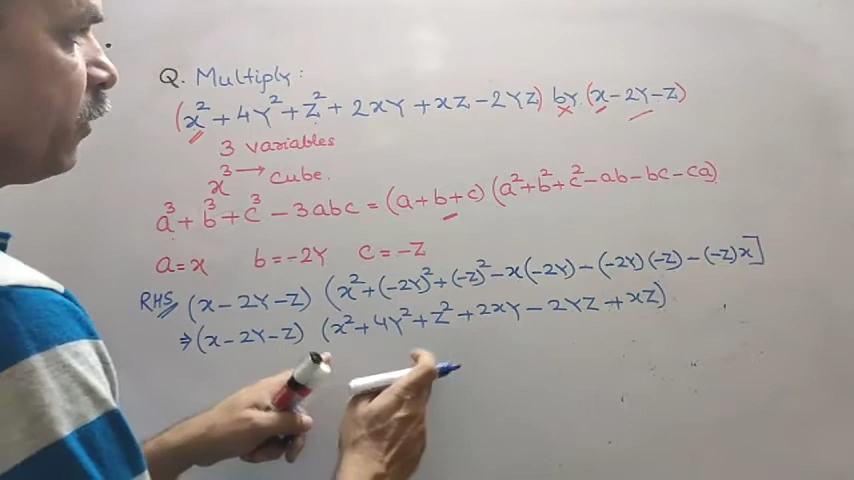 Q. Multiply:
(x² + 4Y² + Z² + 2xY + xZ - 2YZ) by (x - 2Y - Z)
3 variables
x³ → cube.
a³ + b³ + c³ - 3abc = (a + b + c) (a² + b² + c² - ab - bc - ca)
a = x b = -2Y c = -Z
RHS, (x - 2Y - Z) (x² + (-2Y)² + (-Z)² - x(-2Y) - (-2Y)(-Z) - (-Z)x]
⇒ (x - 2Y - Z) (x² + 4Y² + Z² + 2xY - 2YZ + xZ)